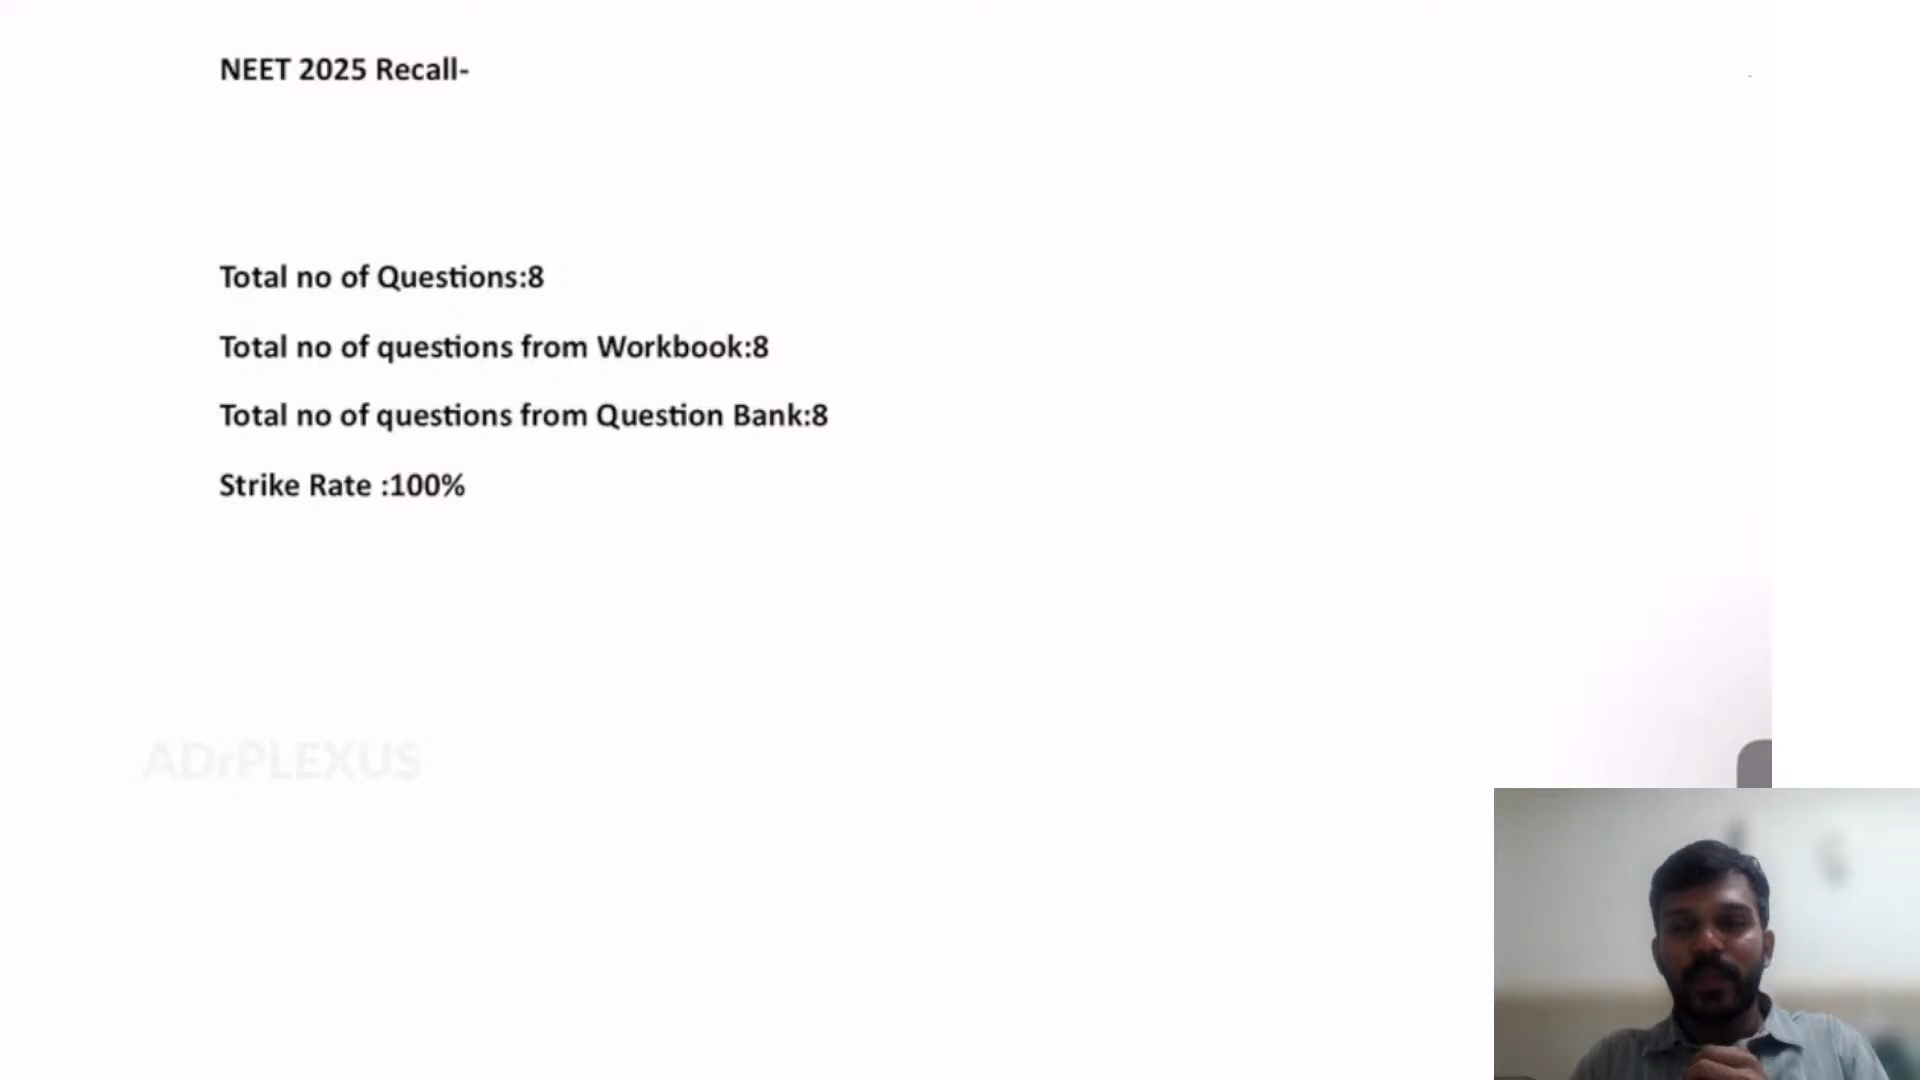 NEET 2025 Recall-
Total no of Questions:8
Total no of questions from Workbook:8
Total no of questions from Question Bank:8
Strike Rate :100%
ADrPLEXUS